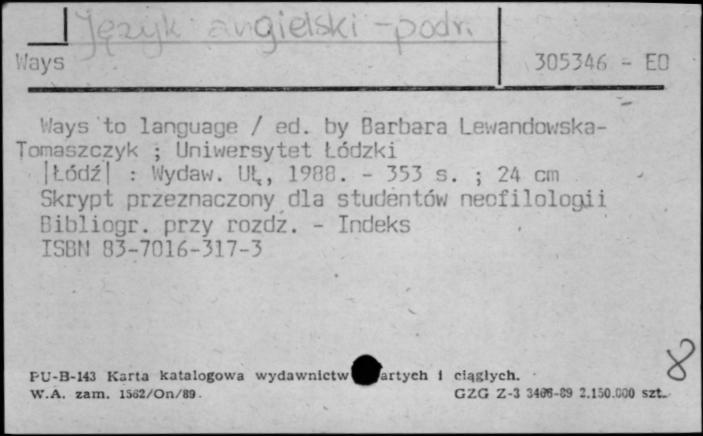 Język angielski - podr.
Ways 305346 - EO
Ways to language / ed. by Barbara Lewandowska-
Tomaszczyk ; Uniwersytet Łódzki
|Łódź| : Wydaw. UŁ, 1988. - 353 s. ; 24 cm
Skrypt przeznaczony dla studentów neofilologii
Bibliogr. przy rozdz. - Indeks
ISBN 83-7016-317-3
8
PU-B-143 Karta katalogowa wydawnictw artych i ciągłych.
W.A. zam. 1562/On/89. GZG Z-3 3466-89 2.150.000 szt.